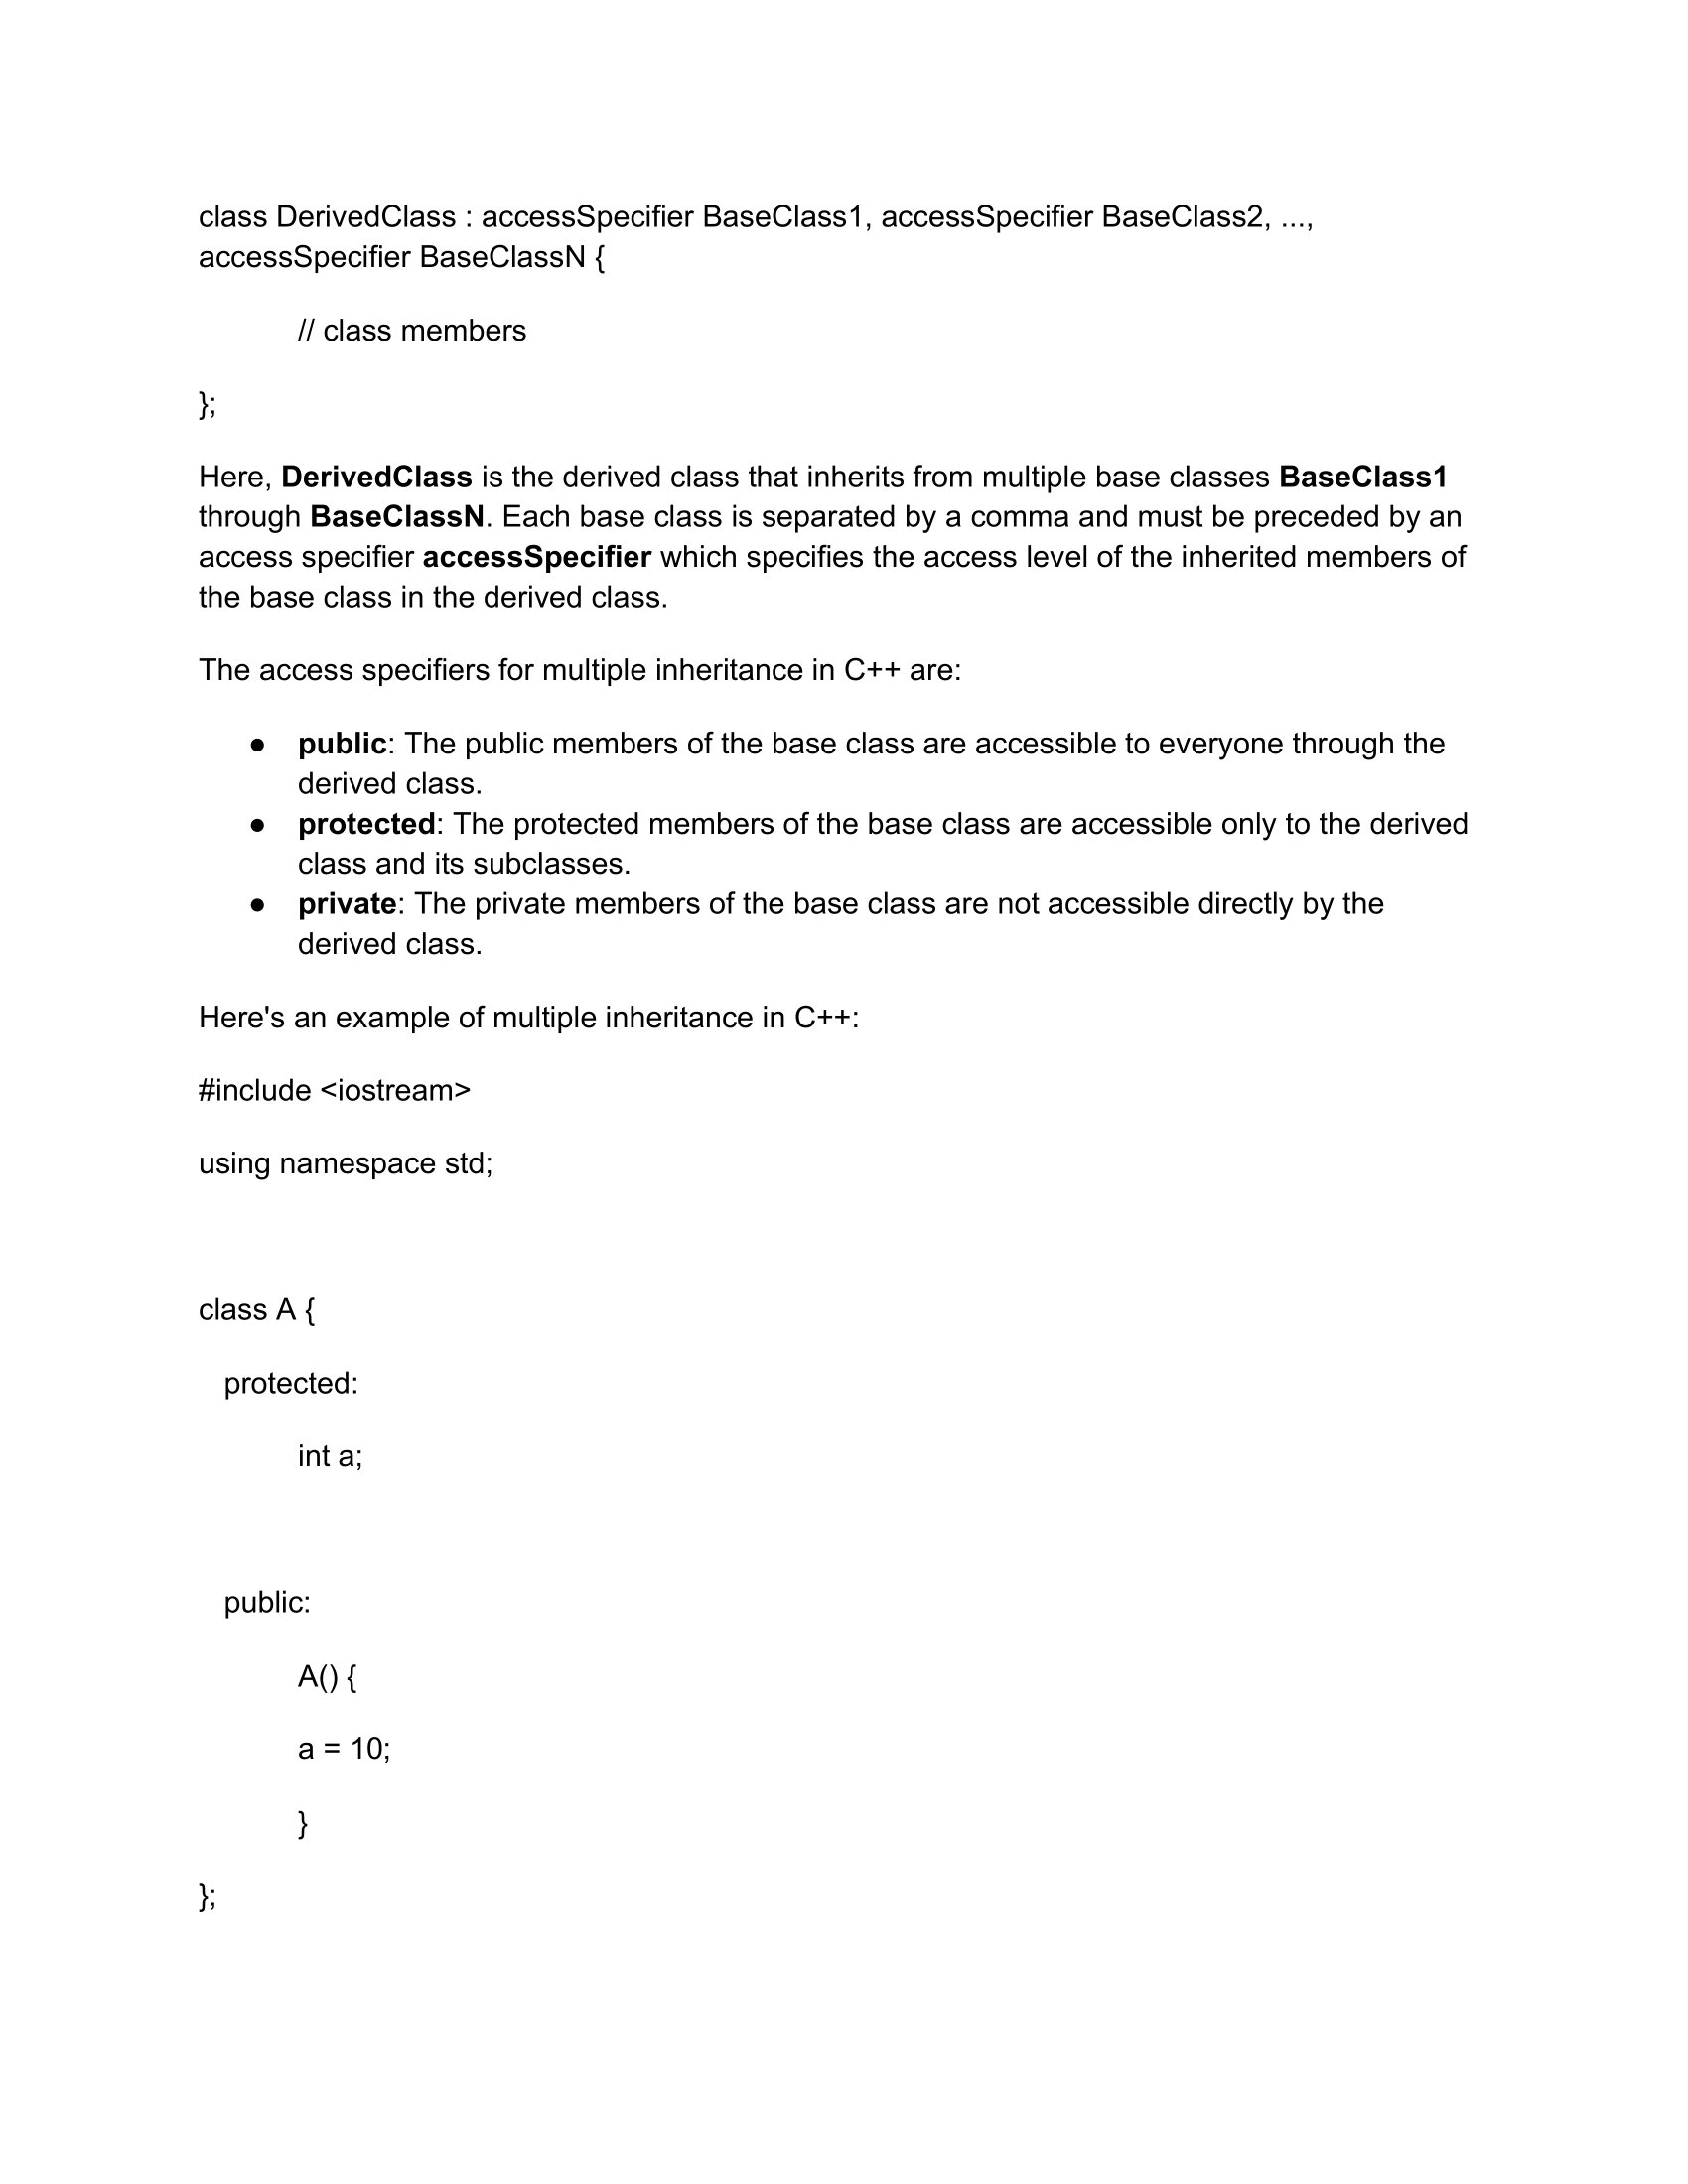 class DerivedClass : accessSpecifier BaseClass1, accessSpecifier BaseClass2, ...,
accessSpecifier BaseClassN {
// class members
};
Here, DerivedClass is the derived class that inherits from multiple base classes BaseClass1
through BaseClassN. Each base class is separated by a comma and must be preceded by an
access specifier accessSpecifier which specifies the access level of the inherited members of
the base class in the derived class.
The access specifiers for multiple inheritance in C++ are:
● public: The public members of the base class are accessible to everyone through the
derived class.
● protected: The protected members of the base class are accessible only to the derived
class and its subclasses.
● private: The private members of the base class are not accessible directly by the
derived class.
Here's an example of multiple inheritance in C++:
#include <iostream>
using namespace std;
class A {
protected:
int a;
public:
A() {
a = 10;
}
};